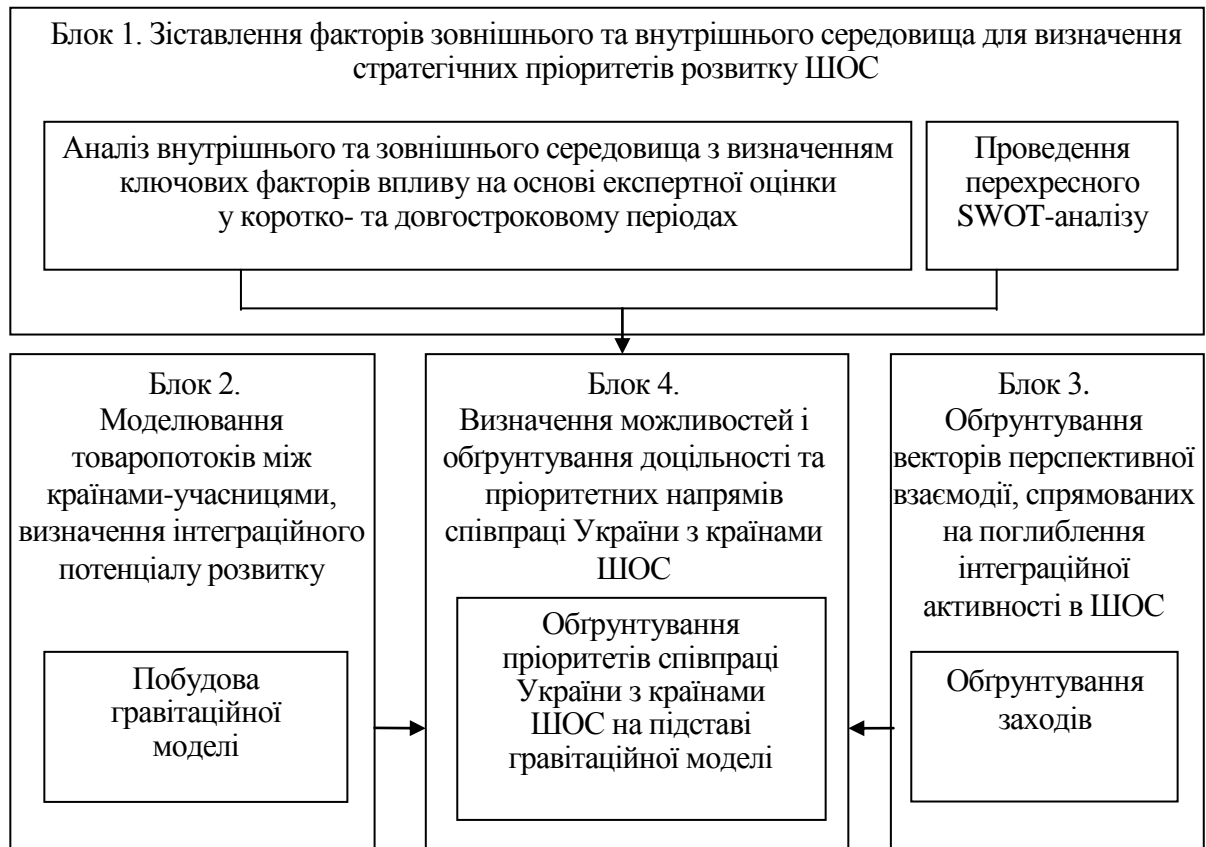 Блок 1. Зіставлення факторів зовнішнього та внутрішнього середовища для визначення
стратегічних пріоритетів розвитку ШОС
Аналіз внутрішнього та зовнішнього середовища з визначенням
ключових факторів впливу на основі експертної оцінки
у коротко- та довгостроковому періодах
Проведення
перехресного
SWOT-аналізу
Блок 2.
Моделювання
товаропотоків між
країнами-учасницями,
визначення інтеграційного
потенціалу розвитку
Побудова
гравітаційної
моделі
Блок 4.
Визначення можливостей і
обґрунтування доцільності та
пріоритетних напрямів
співпраці України з країнами
ШОС
Обґрунтування
пріоритетів співпраці
України з країнами
ШОС на підставі
гравітаційної моделі
Блок 3.
Обґрунтування
векторів перспективної
взаємодії, спрямованих
на поглиблення
інтеграційної
активності в ШОС
Обґрунтування
заходів